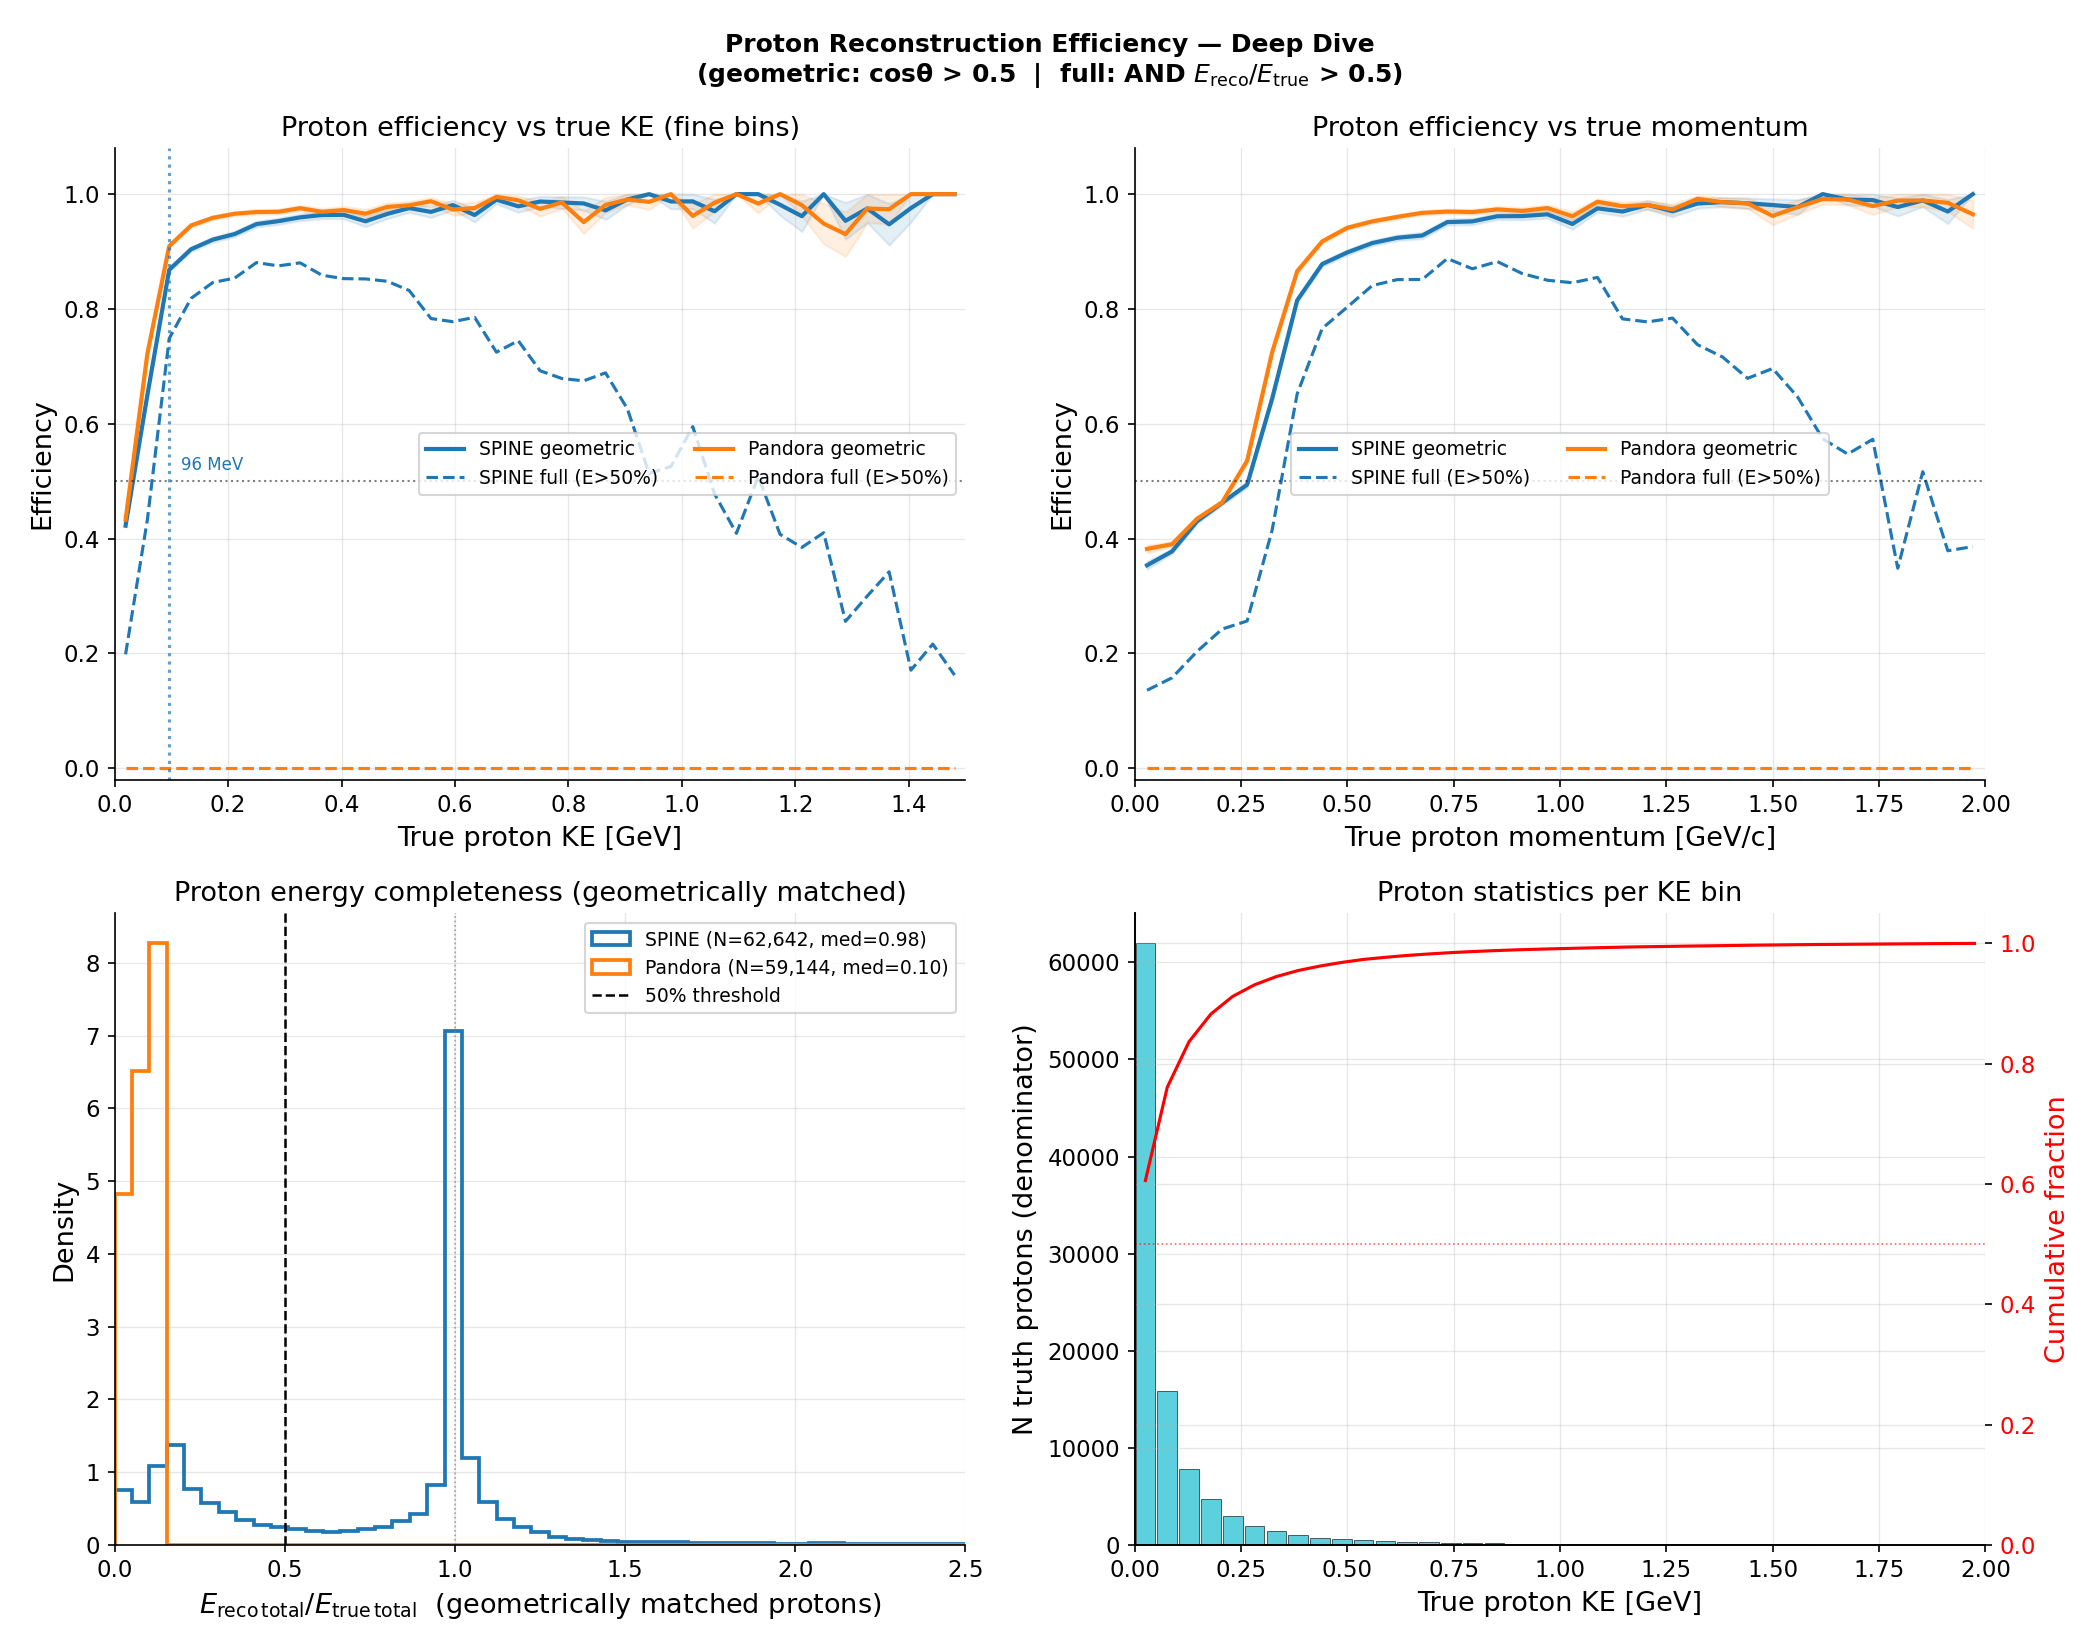 Proton Reconstruction Efficiency — Deep Dive
(geometric: cosθ > 0.5 | full: AND E_reco/E_true > 0.5)
Proton efficiency vs true KE (fine bins)
Efficiency
1.0
0.8
0.6
0.4
0.2
0.0
96 MeV
SPINE geometric
SPINE full (E>50%)
Pandora geometric
Pandora full (E>50%)
0.0 0.2 0.4 0.6 0.8 1.0 1.2 1.4
True proton KE [GeV]
Proton efficiency vs true momentum
Efficiency
1.0
0.8
0.6
0.4
0.2
0.0
SPINE geometric
SPINE full (E>50%)
Pandora geometric
Pandora full (E>50%)
0.00 0.25 0.50 0.75 1.00 1.25 1.50 1.75 2.00
True proton momentum [GeV/c]
Proton energy completeness (geometrically matched)
Density
8
7
6
5
4
3
2
1
0
SPINE (N=62,642, med=0.98)
Pandora (N=59,144, med=0.10)
50% threshold
0.0 0.5 1.0 1.5 2.0 2.5
E_reco total/E_true total (geometrically matched protons)
Proton statistics per KE bin
N truth protons (denominator)
60000
50000
40000
30000
20000
10000
0
1.0
0.8
0.6
0.4
0.2
0.0
Cumulative fraction
0.00 0.25 0.50 0.75 1.00 1.25 1.50 1.75 2.00
True proton KE [GeV]